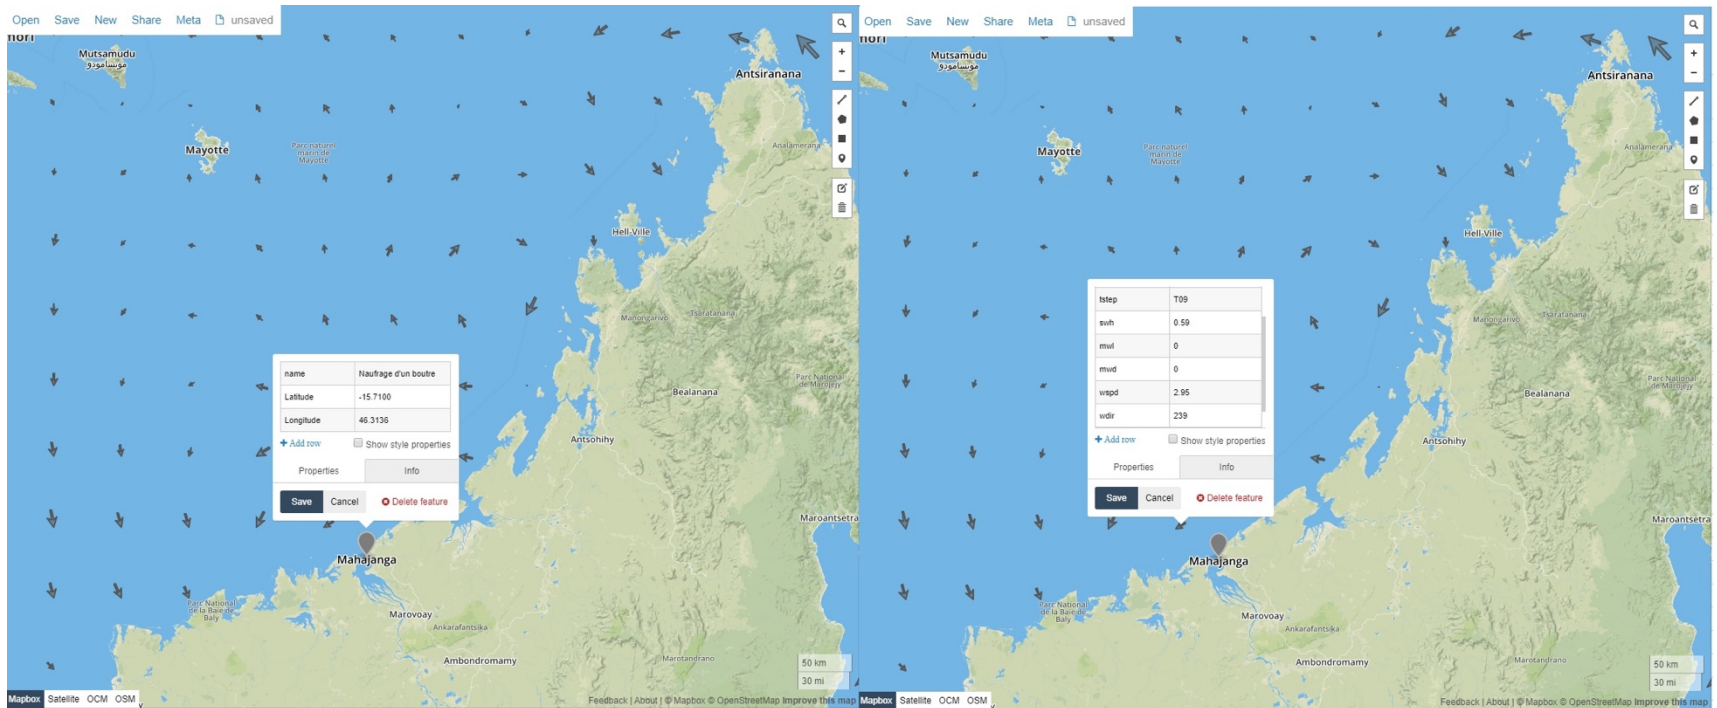 Open Save New Share Meta unsaved
Mutsamudu
موتسامودو
Antsiranana
Mayotte
Parc naturel
marin de
Mayotte
Analamerana
Hell-Ville
Manongarivo
Tsaratanana
name Naufrage d'un boutre
Latitude -15.7100
Longitude 46.3136
Add row Show style properties
Properties Info
Save Cancel Delete feature
Parc National
de Marojejy
Bealanana
Antsohihy
Maroantsetra
Mahajanga
Parc National
de la Baie de
Baly
Marovoay
Ankarafantsika
Ambondromamy
Marotandrano
50 km
30 mi
Mapbox Satellite OCM OSM
Feedback | About | © Mapbox © OpenStreetMap Improve this map
Open Save New Share Meta unsaved
Mutsamudu
موتسامودو
Antsiranana
Mayotte
Parc naturel
marin de
Mayotte
Analamerana
Hell-Ville
Manongarivo
Tsaratanana
tstep T09
swh 0.59
mwl 0
mwd 0
wspd 2.95
wdir 239
Add row Show style properties
Properties Info
Save Cancel Delete feature
Parc National
de Marojejy
Bealanana
Antsohihy
Maroantsetra
Mahajanga
Parc National
de la Baie de
Baly
Marovoay
Ankarafantsika
Ambondromamy
Marotandrano
50 km
30 mi
Mapbox Satellite OCM OSM
Feedback | About | © Mapbox © OpenStreetMap Improve this map